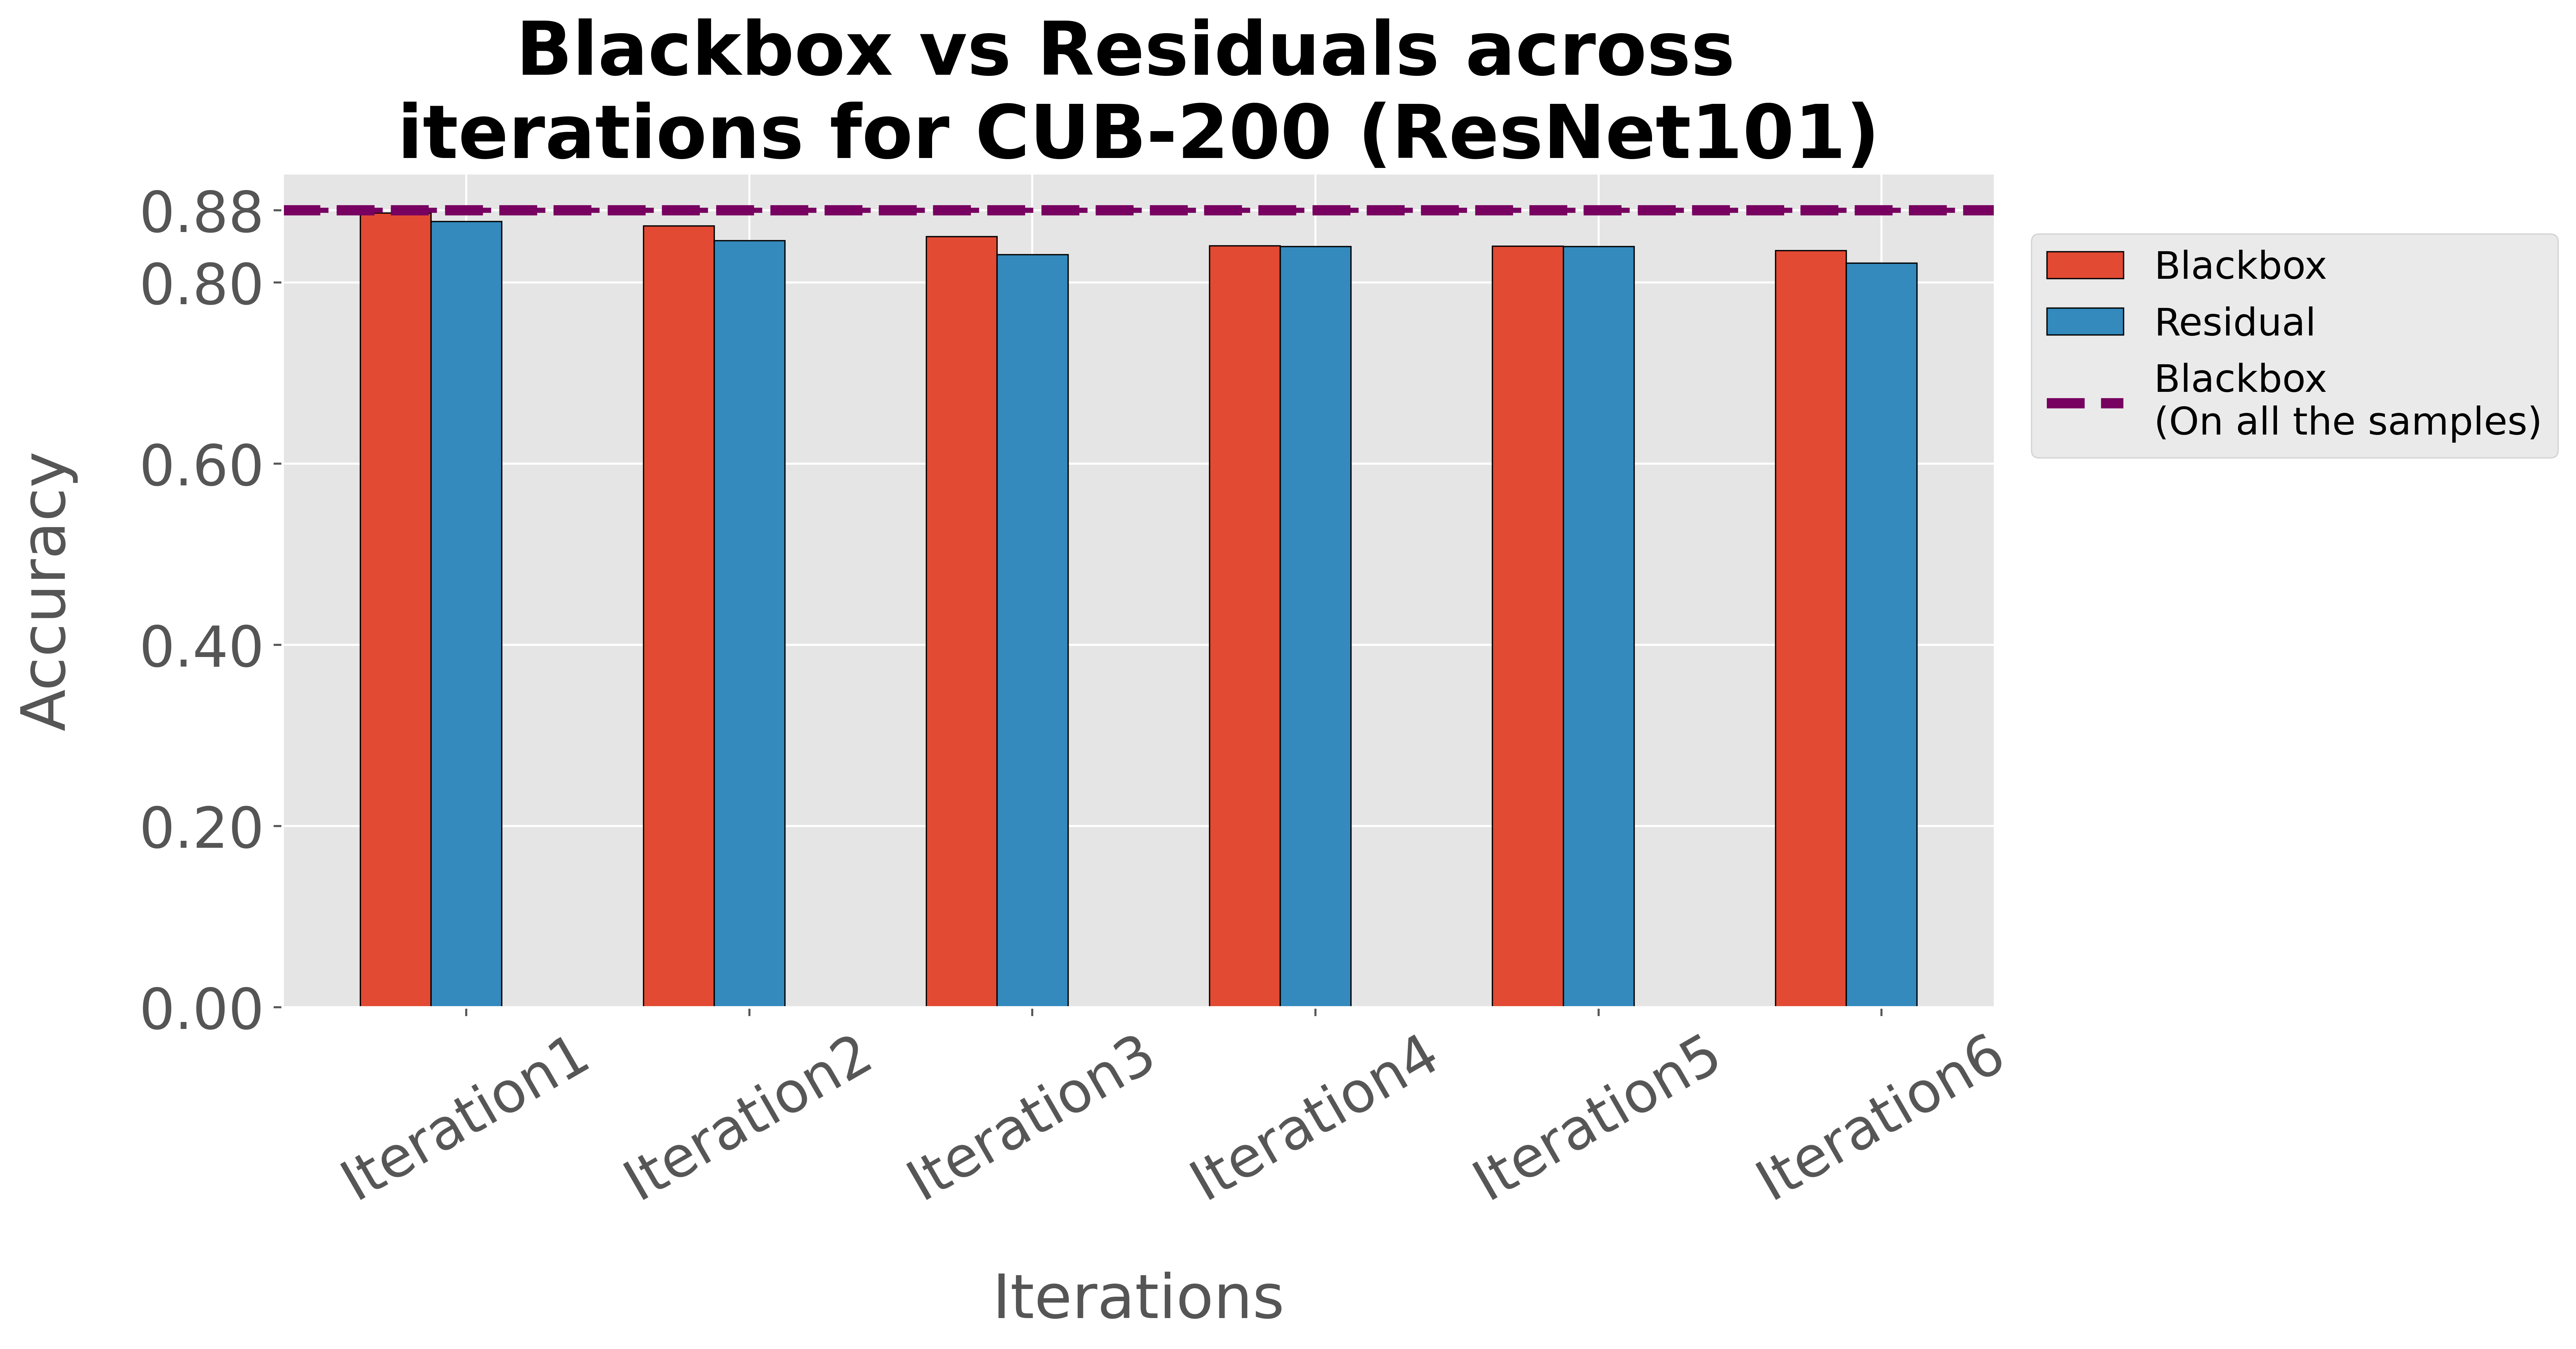 Blackbox vs Residuals across
iterations for CUB-200 (ResNet101)
0.88
0.80
0.60
0.40
0.20
0.00
Accuracy
Iteration1
Iteration2
Iteration3
Iteration4
Iteration5
Iteration6
Iterations
Blackbox
Residual
Blackbox
(On all the samples)